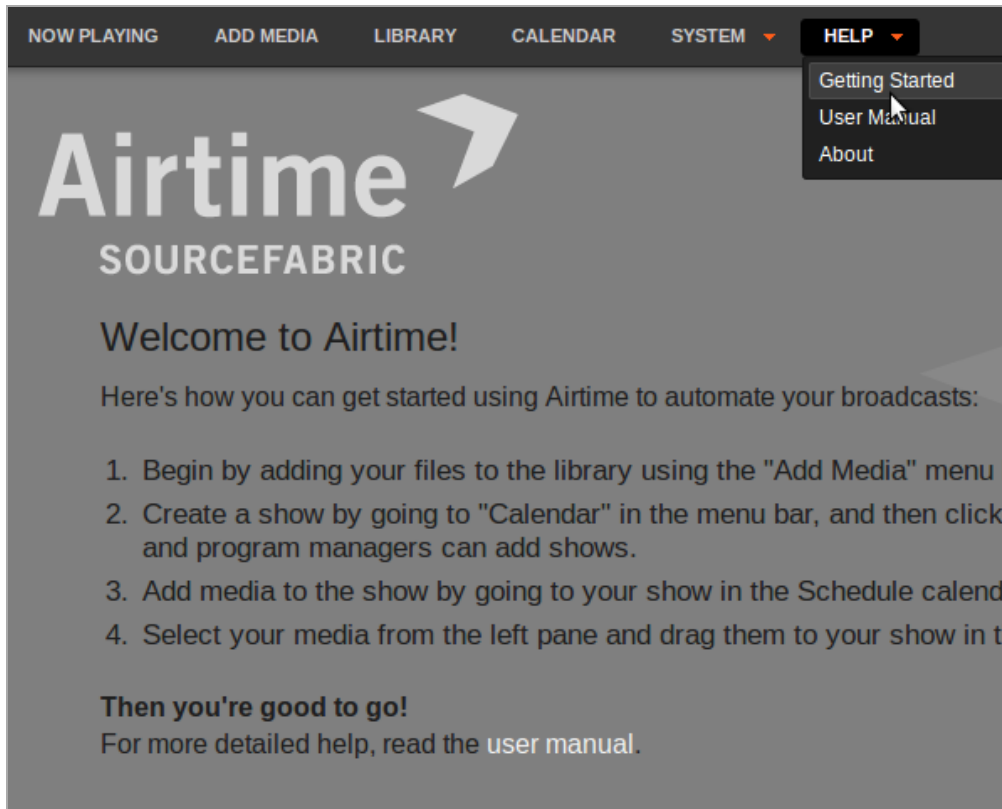 NOW PLAYING ADD MEDIA LIBRARY CALENDAR SYSTEM HELP
Getting Started
User Manual
About
Airtime
SOURCEFABRIC
Welcome to Airtime!
Here's how you can get started using Airtime to automate your broadcasts:
1. Begin by adding your files to the library using the "Add Media" menu
2. Create a show by going to "Calendar" in the menu bar, and then click
and program managers can add shows.
3. Add media to the show by going to your show in the Schedule calend
4. Select your media from the left pane and drag them to your show in t
Then you're good to go!
For more detailed help, read the user manual.